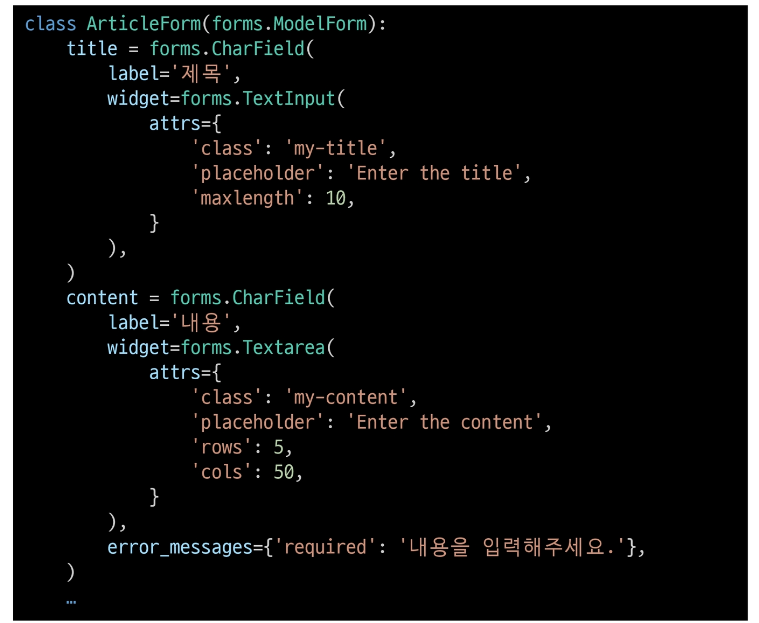 class ArticleForm(forms.ModelForm):
    title = forms.CharField(
        label='제목',
        widget=forms.TextInput(
            attrs={
                'class': 'my-title',
                'placeholder': 'Enter the title',
                'maxlength': 10,
            }
        ),
    )
    content = forms.CharField(
        label='내용',
        widget=forms.Textarea(
            attrs={
                'class': 'my-content',
                'placeholder': 'Enter the content',
                'rows': 5,
                'cols': 50,
            }
        ),
        error_messages={'required': '내용을 입력해주세요.'},
    )
    …